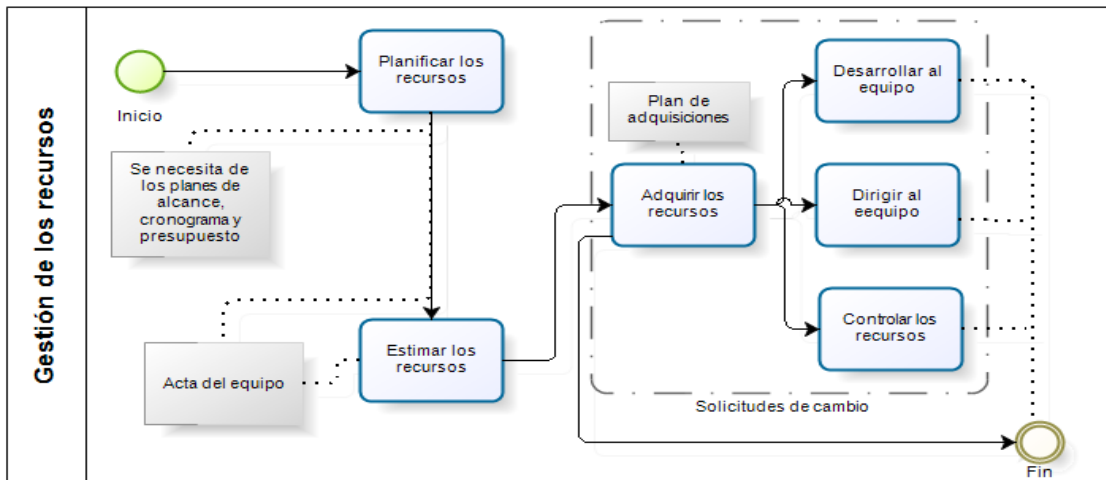 Gestión de los recursos
Inicio
Planificar los
recursos
Se necesita de
los planes de
alcance,
cronograma y
presupuesto
Acta del equipo
Estimar los
recursos
Plan de
adquisiciones
Adquirir los
recursos
Desarrollar al
equipo
Dirigir al
eequipo
Controlar los
recursos
Solicitudes de cambio
Fin